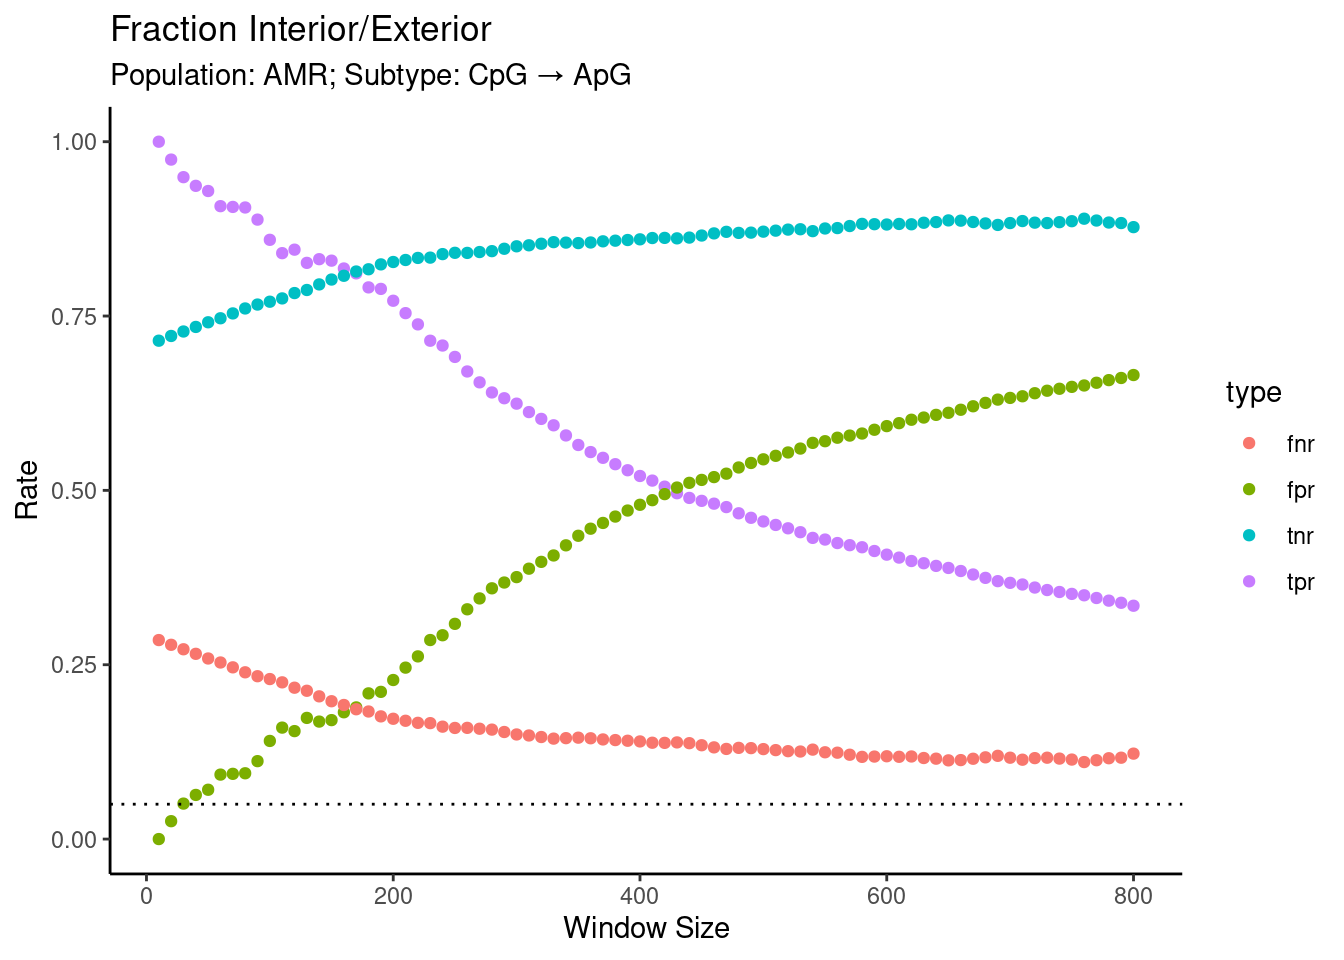 Fraction Interior/Exterior
Population: AMR; Subtype: CpG → ApG
1.00
0.75
0.50
0.25
0.00
Rate
0 200 400 600 800
Window Size
type
fnr
fpr
tnr
tpr